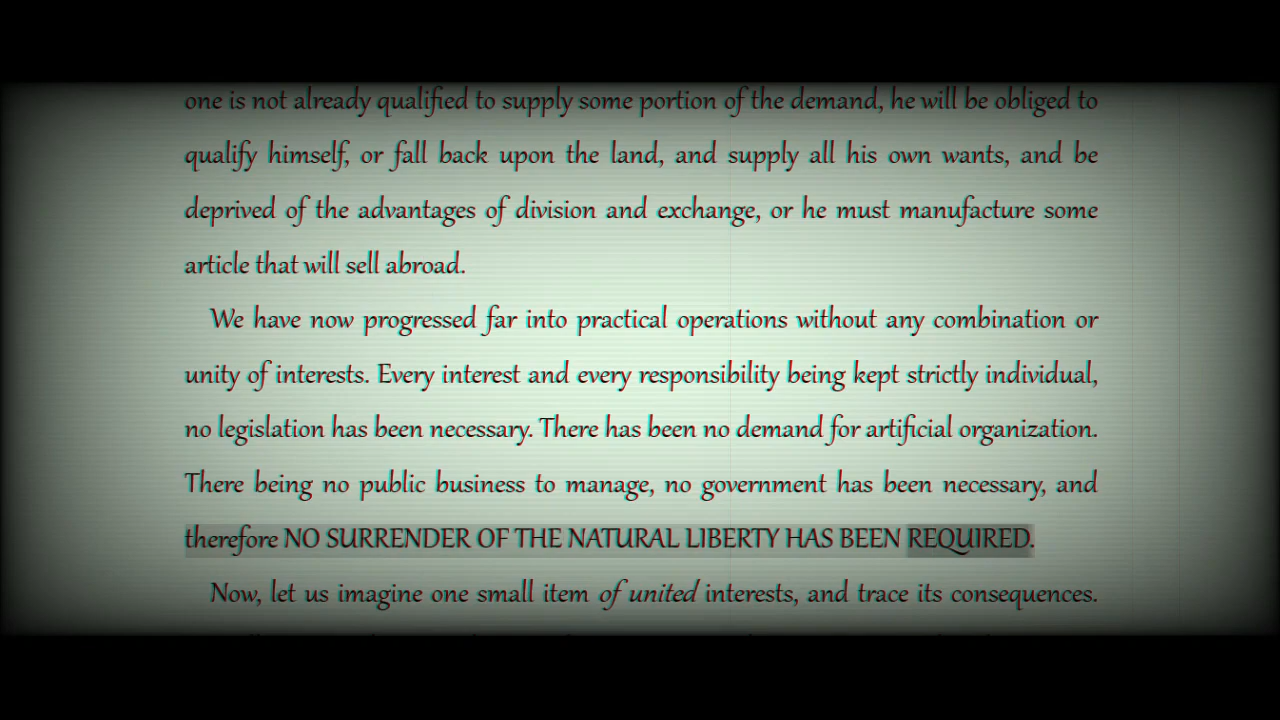 one is not already qualified to supply some portion of the demand, he will be obliged to
qualify himself, or fall back upon the land, and supply all his own wants, and be
deprived of the advantages of division and exchange, or he must manufacture some
article that will sell abroad.
We have now progressed far into practical operations without any combination or
unity of interests. Every interest and every responsibility being kept strictly individual,
no legislation has been necessary. There has been no demand for artificial organization.
There being no public business to manage, no government has been necessary, and
therefore NO SURRENDER OF THE NATURAL LIBERTY HAS BEEN REQUIRED.
Now, let us imagine one small item of united interests, and trace its consequences.